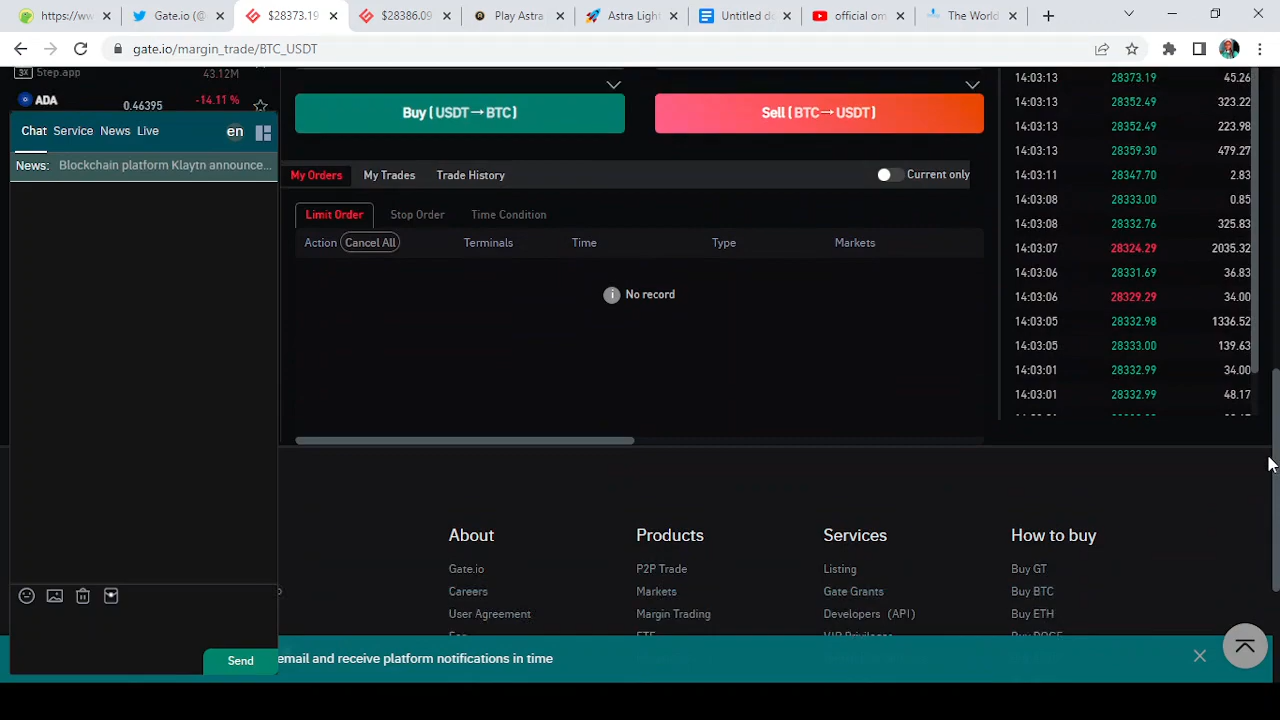 https://ww
Gate.io (@
$28373.19
$28386.09
Play Astra
Astra Light
Untitled d
official om
The World
gate.io/margin_trade/BTC_USDT
3X Step.app 43.12M
ADA 0.46395 -14.11 %
Chat Service News Live en
News: Blockchain platform Klaytn announce...
Send
Buy ( USDT→BTC )
Sell ( BTC→USDT )
My Orders My Trades Trade History Current only
Limit Order Stop Order Time Condition
Action Cancel All Terminals Time Type Markets
No record
14:03:13 28373.19 45.26
14:03:13 28352.49 323.22
14:03:13 28352.49 223.98
14:03:13 28359.30 479.27
14:03:11 28347.70 2.83
14:03:08 28333.00 0.85
14:03:08 28332.76 325.83
14:03:07 28324.29 2035.32
14:03:06 28331.69 36.83
14:03:06 28329.29 34.00
14:03:05 28332.98 1336.52
14:03:05 28333.00 139.63
14:03:01 28332.99 34.00
14:03:01 28332.99 48.17
About
Gate.io
Careers
User Agreement
Products
P2P Trade
Markets
Margin Trading
Services
Listing
Gate Grants
Developers (API)
How to buy
Buy GT
Buy BTC
Buy ETH
email and receive platform notifications in time